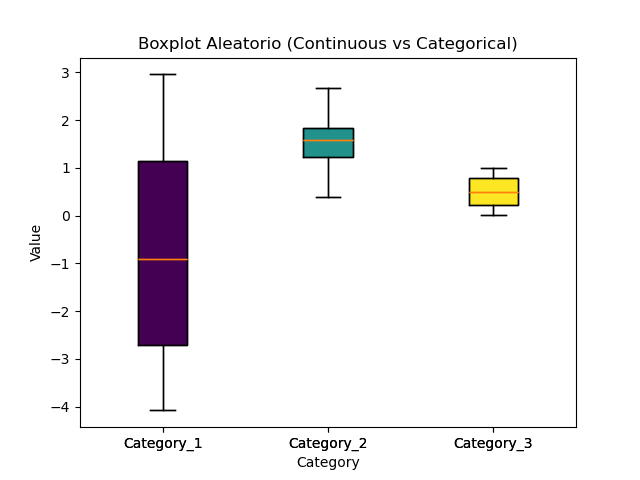 Boxplot Aleatorio (Continuous vs Categorical)
3
2
1
0
−1
−2
−3
−4
Value
Category_1
Category_2
Category_3
Category